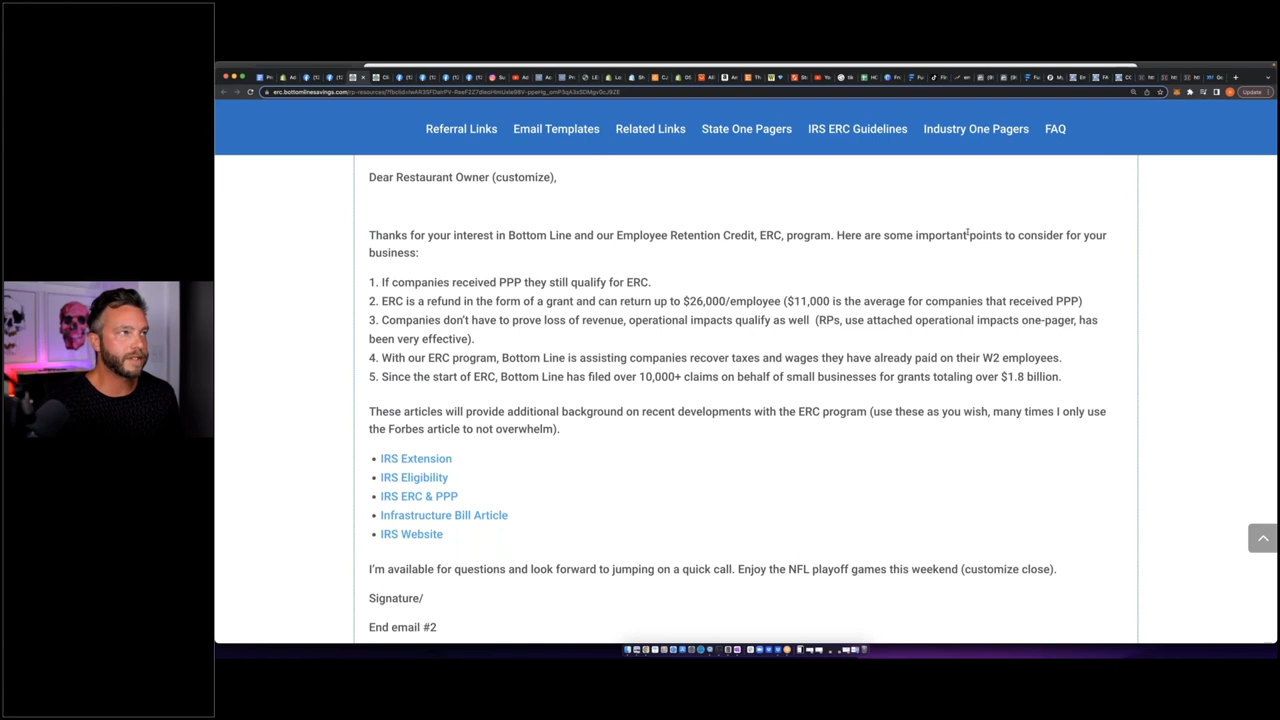 erc.bottomlinesavings.com
Update
Referral Links Email Templates Related Links State One Pagers IRS ERC Guidelines Industry One Pagers FAQ
Dear Restaurant Owner (customize),
Thanks for your interest in Bottom Line and our Employee Retention Credit, ERC, program. Here are some important points to consider for your
business:
1. If companies received PPP they still qualify for ERC.
2. ERC is a refund in the form of a grant and can return up to $26,000/employee ($11,000 is the average for companies that received PPP)
3. Companies don't have to prove loss of revenue, operational impacts qualify as well (RPs, use attached operational impacts one-pager, has
been very effective).
4. With our ERC program, Bottom Line is assisting companies recover taxes and wages they have already paid on their W2 employees.
5. Since the start of ERC, Bottom Line has filed over 10,000+ claims on behalf of small businesses for grants totaling over $1.8 billion.
These articles will provide additional background on recent developments with the ERC program (use these as you wish, many times I only use
the Forbes article to not overwhelm).
• IRS Extension
• IRS Eligibility
• IRS ERC & PPP
• Infrastructure Bill Article
• IRS Website
I'm available for questions and look forward to jumping on a quick call. Enjoy the NFL playoff games this weekend (customize close).
Signature/
End email #2